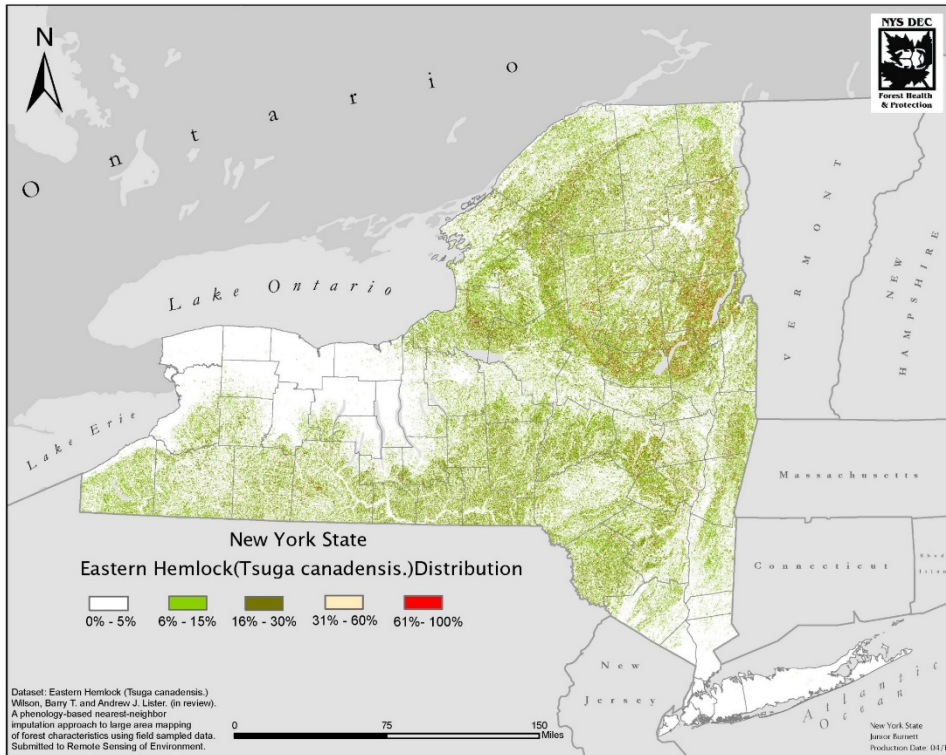 N
NYS DEC
Forest Health
& Protection
Ontario
Lake Ontario
Lake Erie
VERMONT
NEW
HAMPSHIRE
Massachusetts
Connecticut
New
Jersey
Atlantic
Ocean
New York State
Eastern Hemlock(Tsuga canadensis.)Distribution
0% - 5%
6% - 15%
16% - 30%
31% - 60%
61%- 100%
Dataset: Eastern Hemlock (Tsuga canadensis.)
Wilson, Barry T. and Andrew J. Lister. (in review).
A phenology-based nearest-neighbor
imputation approach to large area mapping
of forest characteristics using field sampled data.
Submitted to Remote Sensing of Environment.
0
75
150
Miles
New York State
Junior Burnett
Production Date: 04/1